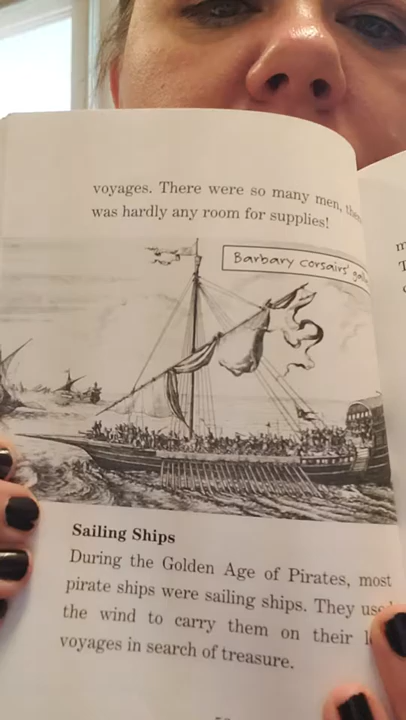 voyages. There were so many men,
was hardly any room for supplies!
Barbary corsairs'
Sailing Ships
During the Golden Age of Pirates, most
pirate ships were sailing ships. They
the wind to carry them on their
voyages in search of treasure.